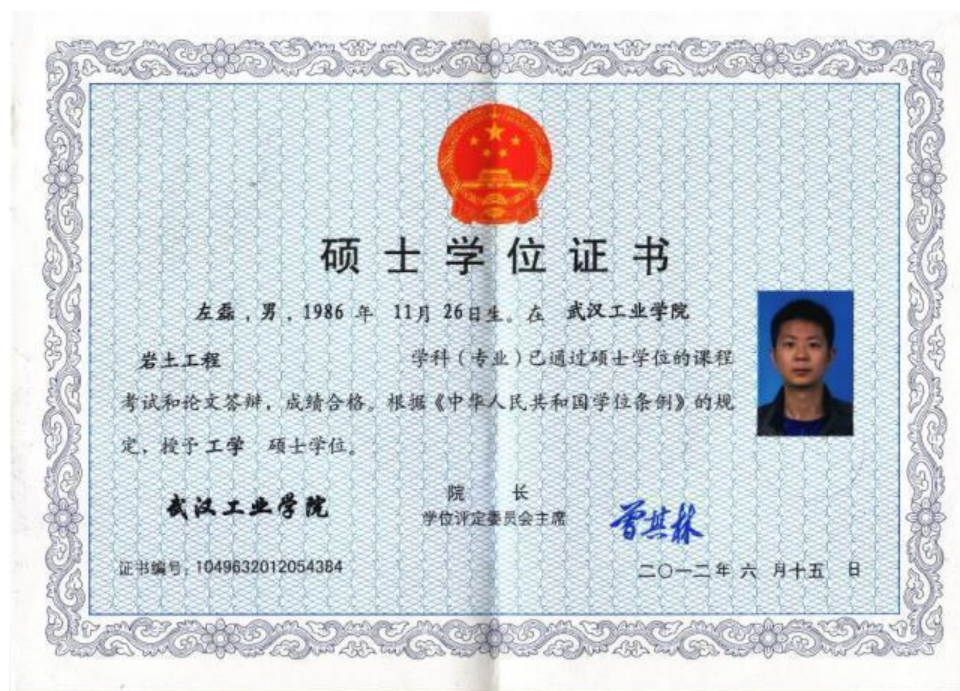 硕士学位证书
左磊，男，1986 年 11月 26日生。在 武汉工业学院
岩土工程 学科（专业）已通过硕士学位的课程
考试和论文答辩，成绩合格。根据《中华人民共和国学位条例》的规
定，授予 工学 硕士学位。
武汉工业学院
院 长
学位评定委员会主席
曾其林
证书编号：1049632012054384
二〇一二年 六 月十五 日